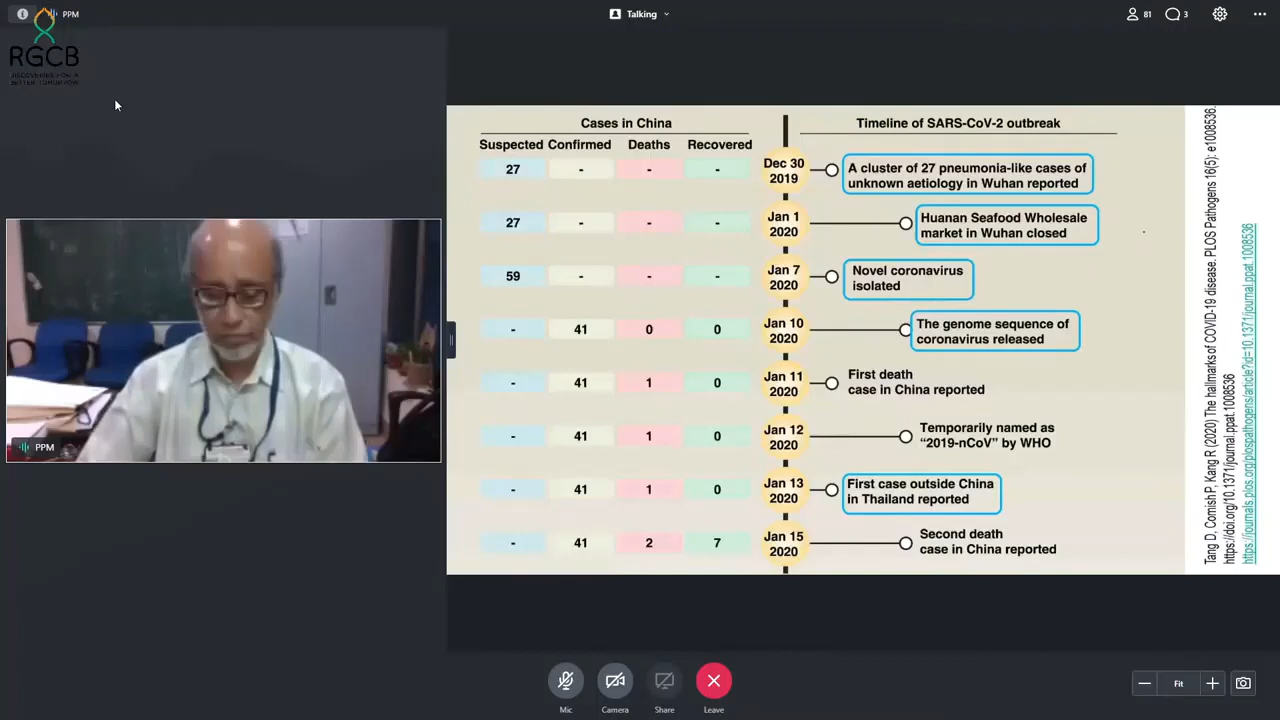 PPM
Talking
81
3
RGCB
DISCOVERIES FOR A
BETTER TOMORROW
Cases in China
Timeline of SARS-CoV-2 outbreak
Suspected Confirmed Deaths Recovered
27 - - -
Dec 30
2019
A cluster of 27 pneumonia-like cases of
unknown aetiology in Wuhan reported
27 - - -
Jan 1
2020
Huanan Seafood Wholesale
market in Wuhan closed
59 - - -
Jan 7
2020
Novel coronavirus
isolated
- 41 0 0
Jan 10
2020
The genome sequence of
coronavirus released
- 41 1 0
Jan 11
2020
First death
case in China reported
- 41 1 0
Jan 12
2020
Temporarily named as
“2019-nCoV” by WHO
- 41 1 0
Jan 13
2020
First case outside China
in Thailand reported
- 41 2 7
Jan 15
2020
Second death
case in China reported
Tang D, Comish P, Kang R (2020) The hallmarks of COVID-19 disease. PLOS Pathogens 16(5): e1008536.
https://doi.org/10.1371/journal.ppat.1008536
https://journals.plos.org/plospathogens/article?id=10.1371/journal.ppat.1008536
PPM
Mic
Camera
Share
Leave
Fit